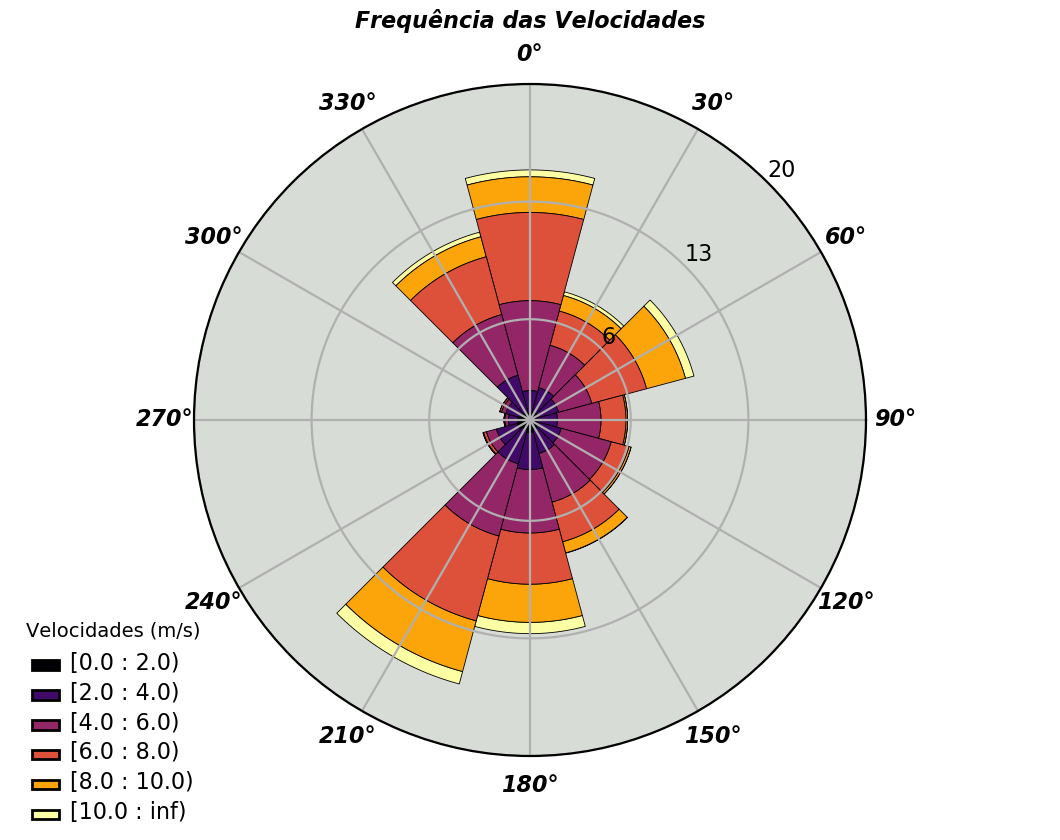 Frequência das Velocidades
0°
330°
30°
20
300°
60°
13
6
270°
90°
240°
120°
210°
150°
180°
Velocidades (m/s)
[0.0 : 2.0)
[2.0 : 4.0)
[4.0 : 6.0)
[6.0 : 8.0)
[8.0 : 10.0)
[10.0 : inf)